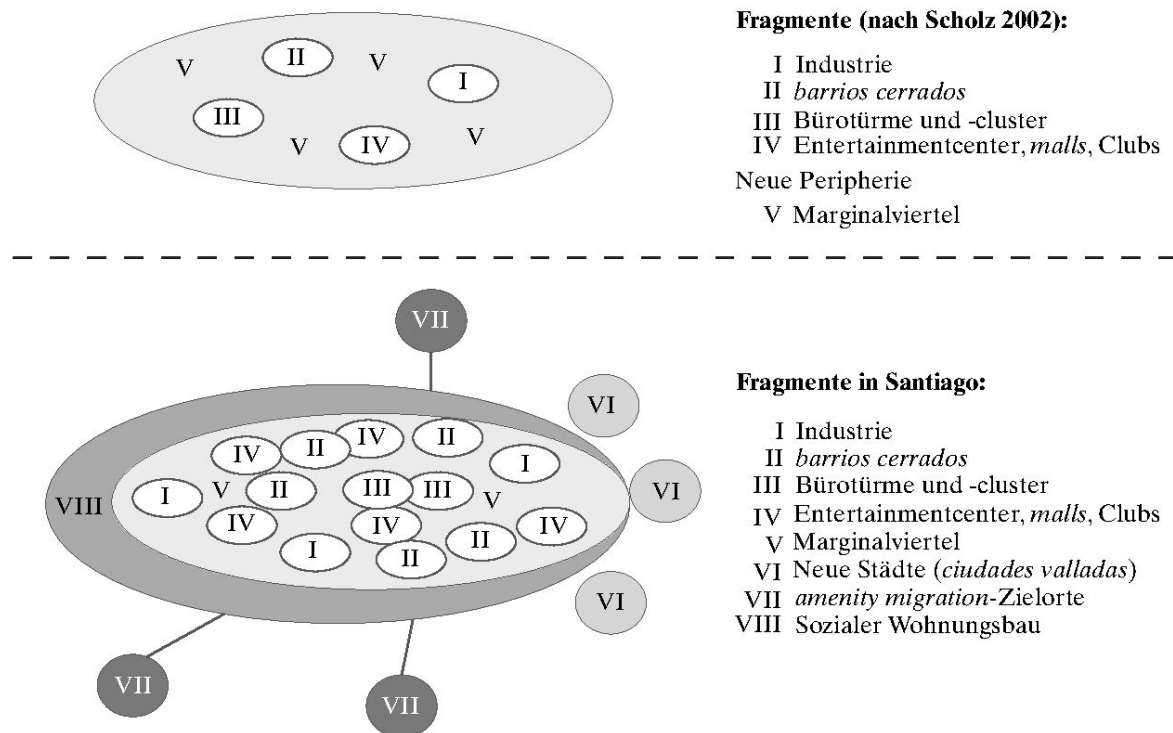 Fragmente (nach Scholz 2002):
I Industrie
II barrios cerrados
III Bürotürme und -cluster
IV Entertainmentcenter, malls, Clubs
Neue Peripherie
V Marginalviertel
V
II
V
I
III
V
IV
V
Fragmente in Santiago:
I Industrie
II barrios cerrados
III Bürotürme und -cluster
IV Entertainmentcenter, malls, Clubs
V Marginalviertel
VI Neue Städte (ciudades valladas)
VII amenity migration-Zielorte
VIII Sozialer Wohnungsbau
VII
VI
IV
II
IV
II
I
VIII
I
V
II
III
III
V
VI
IV
IV
II
IV
I
II
VI
VII
VII